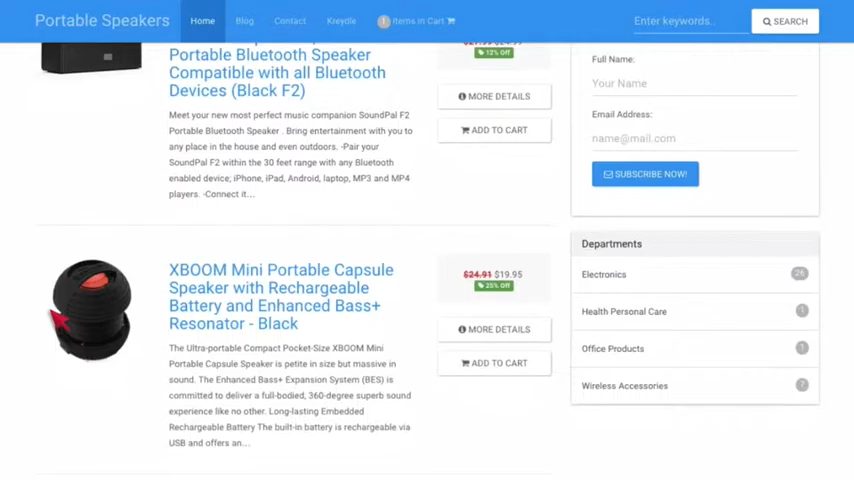 Portable Speakers
Home
Blog
Contact
Kreydle
1 Items in Cart
Enter keywords..
SEARCH
Portable Bluetooth Speaker
Compatible with all Bluetooth
Devices (Black F2)
12% Off
MORE DETAILS
ADD TO CART
Meet your new most perfect music companion SoundPal F2
Portable Bluetooth Speaker . Bring entertainment with you to
any place in the house and even outdoors. -Pair your
SoundPal F2 within the 30 feet range with any Bluetooth
enabled device; iPhone, iPad, Android, laptop, MP3 and MP4
players. -Connect it...
Full Name:
Your Name
Email Address:
name@mail.com
SUBSCRIBE NOW!
XBOOM Mini Portable Capsule
Speaker with Rechargeable
Battery and Enhanced Bass+
Resonator - Black
$24.91 $19.95
25% Off
MORE DETAILS
ADD TO CART
The Ultra-portable Compact Pocket-Size XBOOM Mini
Portable Capsule Speaker is petite in size but massive in
sound. The Enhanced Bass+ Expansion System (BES) is
committed to deliver a full-bodied, 360-degree superb sound
experience like no other. Long-lasting Embedded
Rechargeable Battery The built-in battery is rechargeable via
USB and offers an...
Departments
Electronics 26
Health Personal Care 1
Office Products 1
Wireless Accessories 7